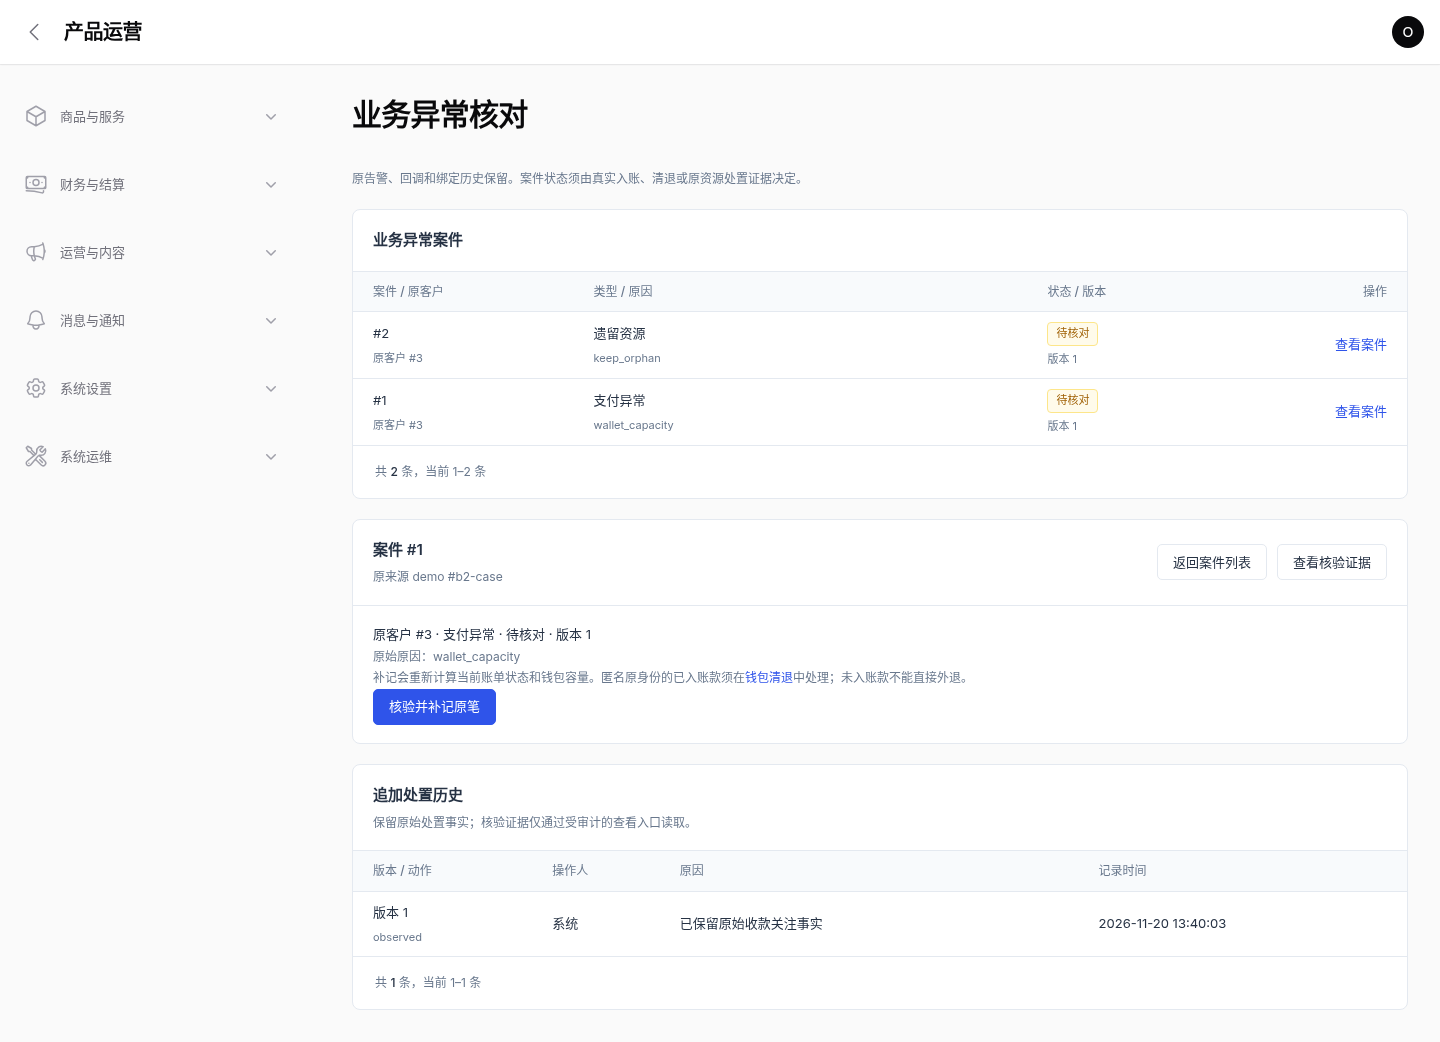 产品运营
O
商品与服务
财务与结算
运营与内容
消息与通知
系统设置
系统运维
业务异常核对
原告警、回调和绑定历史保留。案件状态须由真实入账、清退或原资源处置证据决定。
业务异常案件
案件 / 原客户 类型 / 原因 状态 / 版本 操作
#2 遗留资源 待核对
原客户 #3 keep_orphan 版本 1 查看案件
#1 支付异常 待核对
原客户 #3 wallet_capacity 版本 1 查看案件
共 2 条，当前 1–2 条
案件 #1
原来源 demo #b2-case
返回案件列表 查看核验证据
原客户 #3 · 支付异常 · 待核对 · 版本 1
原始原因：wallet_capacity
补记会重新计算当前账单状态和钱包容量。匿名原身份的已入账款须在钱包清退中处理；未入账款不能直接外退。
核验并补记原笔
追加处置历史
保留原始处置事实；核验证据仅通过受审计的查看入口读取。
版本 / 动作 操作人 原因 记录时间
版本 1
observed 系统 已保留原始收款关注事实 2026-11-20 13:40:03
共 1 条，当前 1–1 条